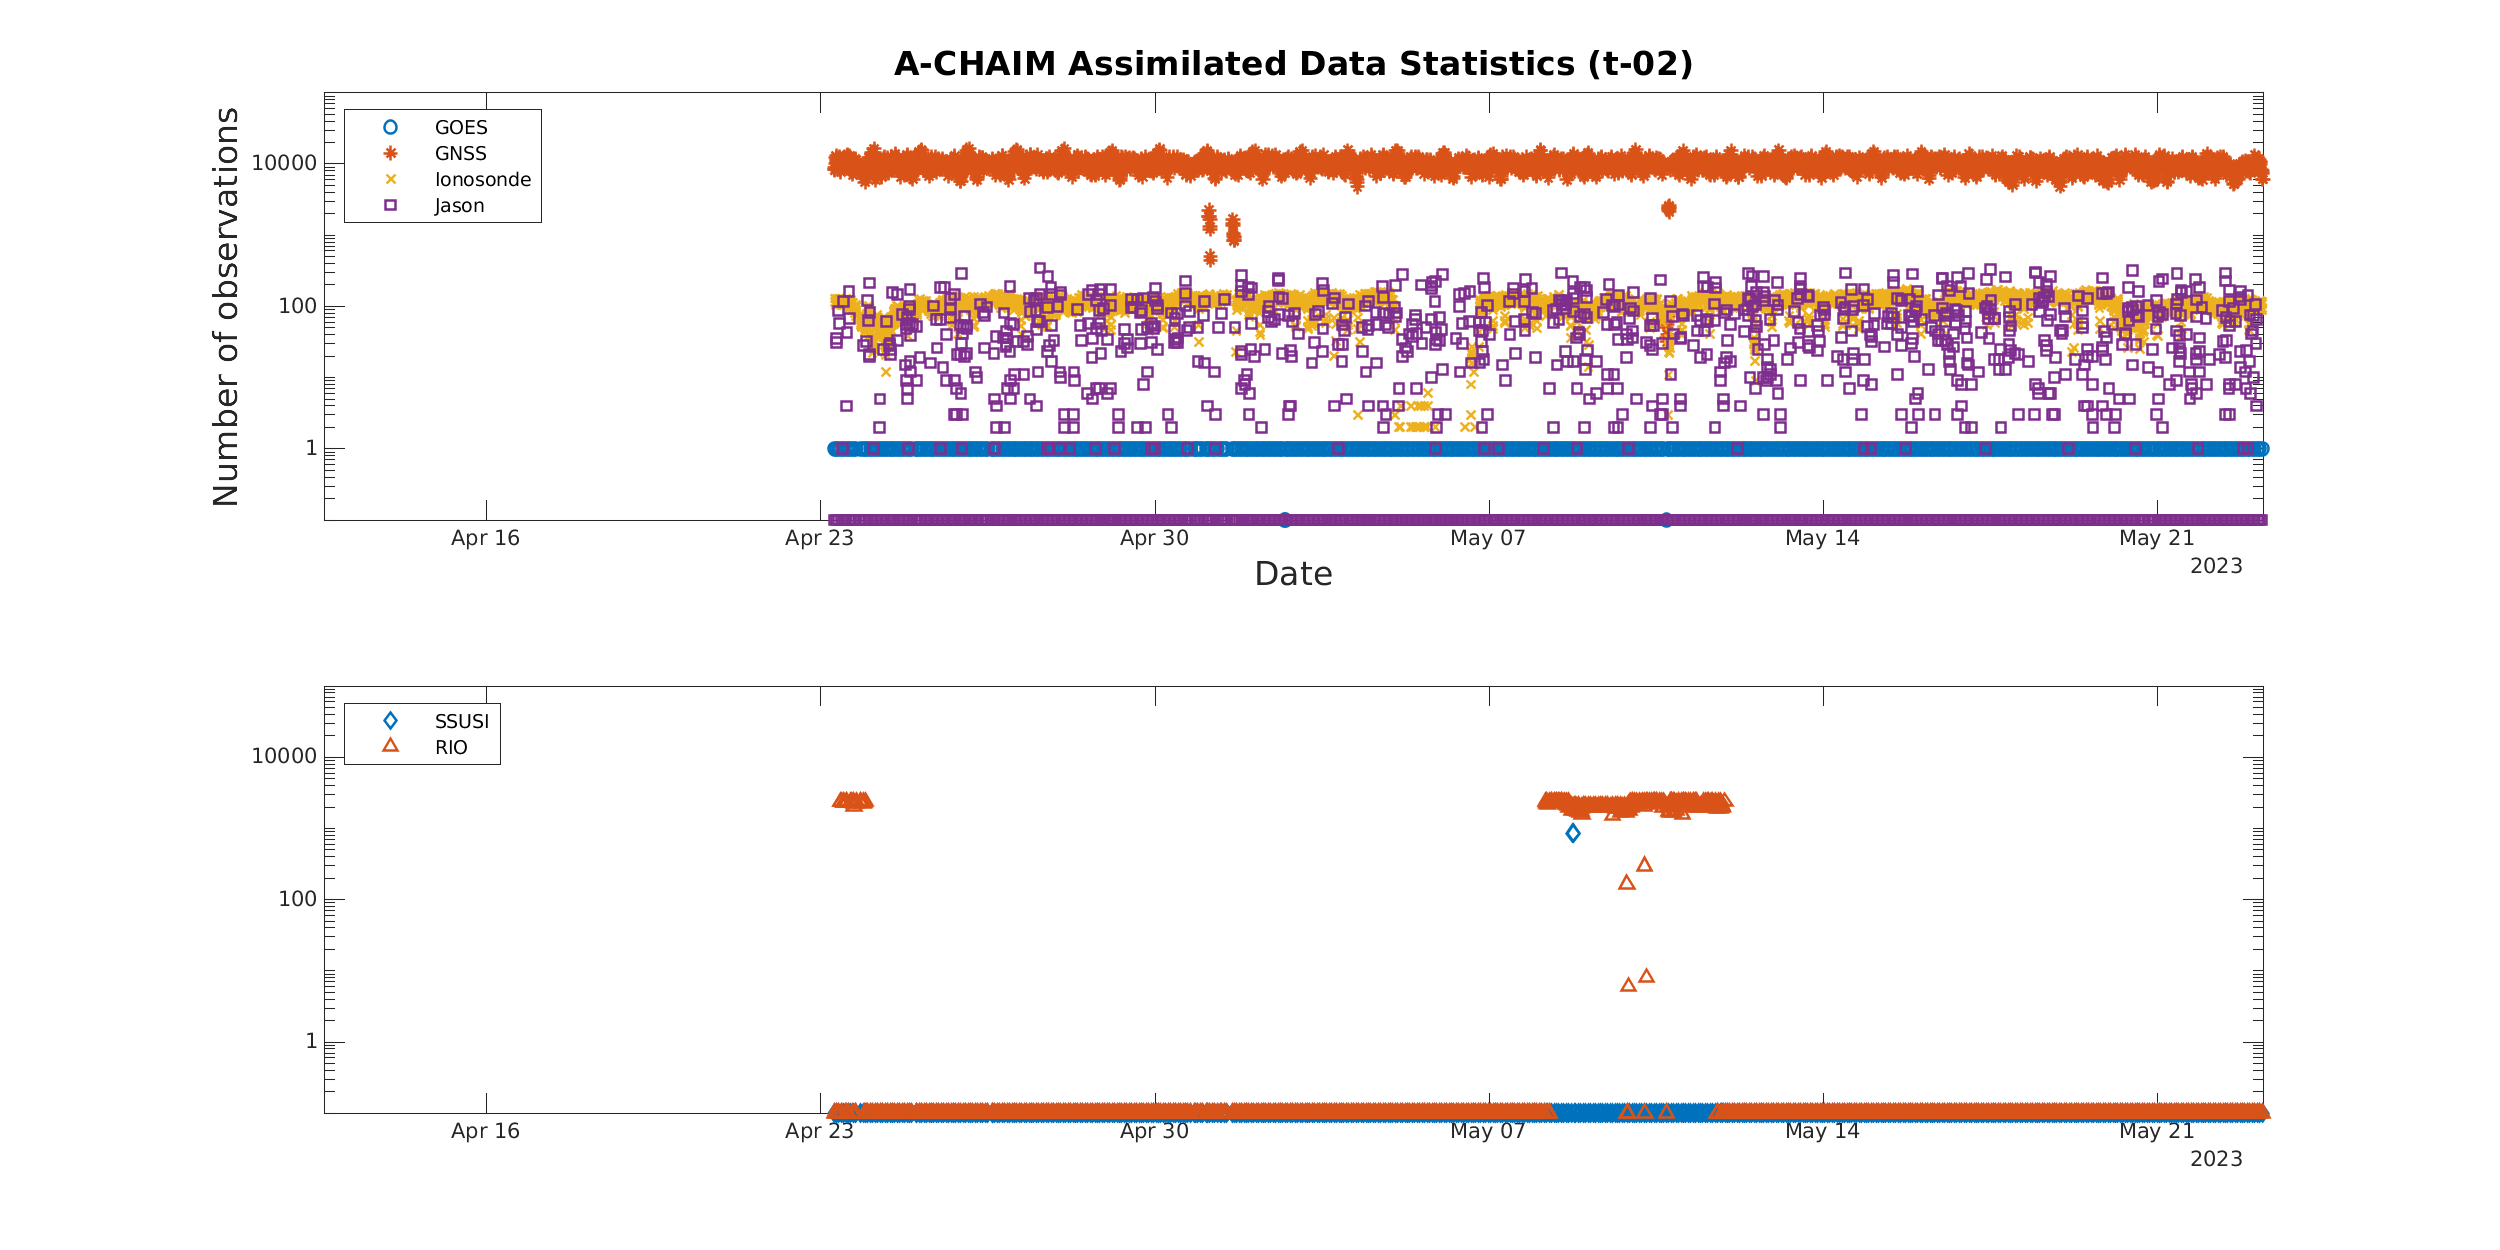 A-CHAIM Assimilated Data Statistics (t-02)
Number of observations
10000
100
1
GOES
GNSS
Ionosonde
Jason
Apr 16 Apr 23 Apr 30 May 07 May 14 May 21
2023
Date
10000
100
1
SSUSI
RIO
Apr 16 Apr 23 Apr 30 May 07 May 14 May 21
2023